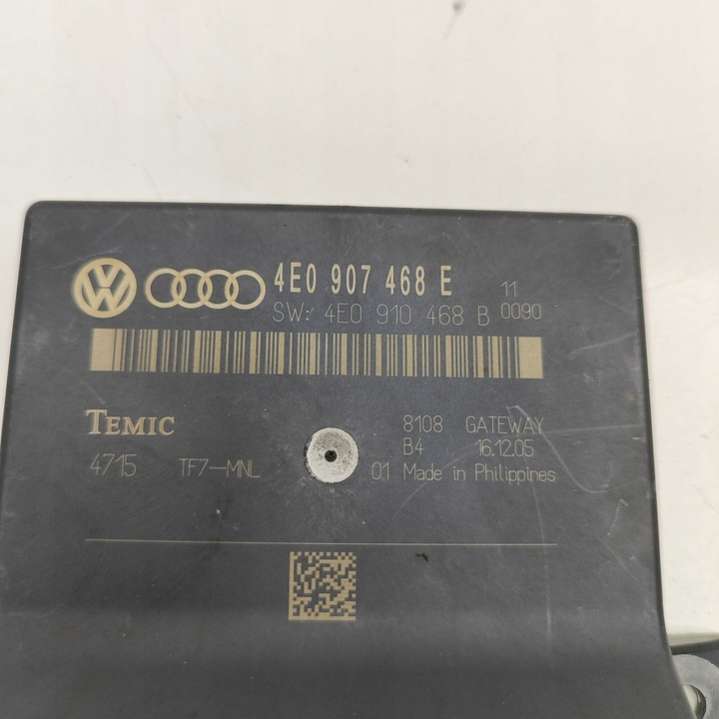 4E0 907 468 E 11
SW: 4E0 910 468 B 0090
TEMIC 8108 GATEWAY
B4 16.12.05
4715 TF7-MNL 01 Made in Philippines